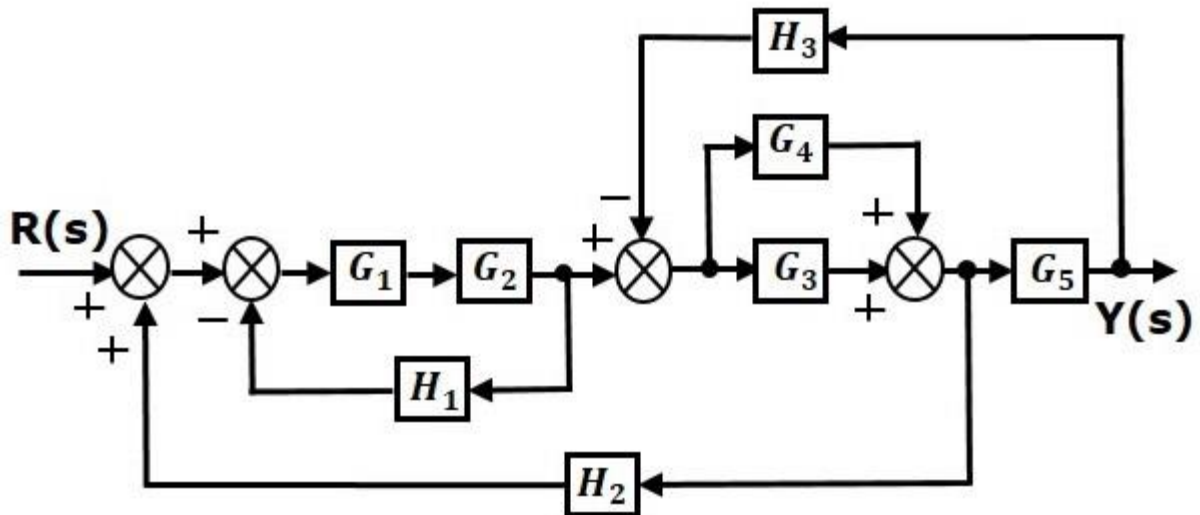 H₃
G₄
R(s) + + + +
G₁ G₂ G₃ G₅
− + − + +
Y(s)
H₁
H₂